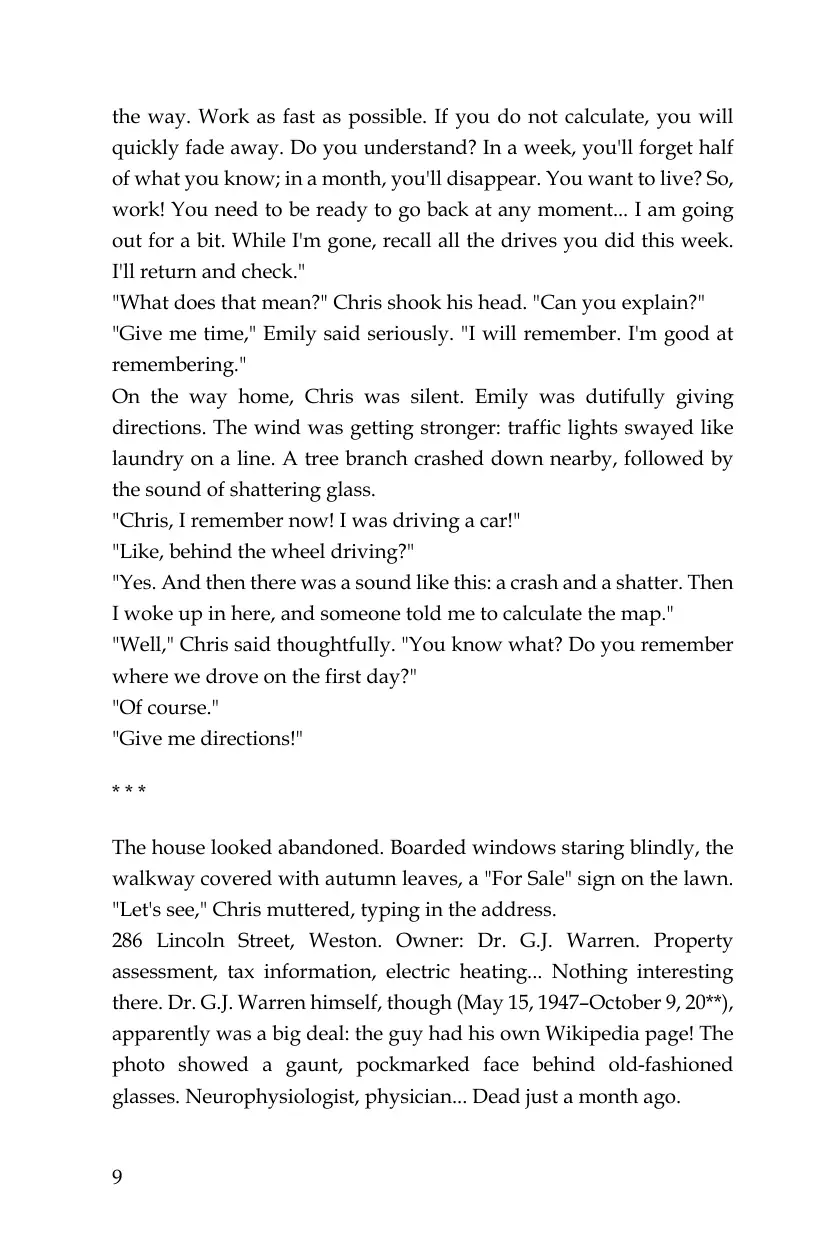 the way. Work as fast as possible. If you do not calculate, you will
quickly fade away. Do you understand? In a week, you'll forget half
of what you know; in a month, you'll disappear. You want to live? So,
work! You need to be ready to go back at any moment... I am going
out for a bit. While I'm gone, recall all the drives you did this week.
I'll return and check."
"What does that mean?" Chris shook his head. "Can you explain?"
"Give me time," Emily said seriously. "I will remember. I'm good at
remembering."
On the way home, Chris was silent. Emily was dutifully giving
directions. The wind was getting stronger: traffic lights swayed like
laundry on a line. A tree branch crashed down nearby, followed by
the sound of shattering glass.
"Chris, I remember now! I was driving a car!"
"Like, behind the wheel driving?"
"Yes. And then there was a sound like this: a crash and a shatter. Then
I woke up in here, and someone told me to calculate the map."
"Well," Chris said thoughtfully. "You know what? Do you remember
where we drove on the first day?"
"Of course."
"Give me directions!"
* * *
The house looked abandoned. Boarded windows staring blindly, the
walkway covered with autumn leaves, a "For Sale" sign on the lawn.
"Let's see," Chris muttered, typing in the address.
286 Lincoln Street, Weston. Owner: Dr. G.J. Warren. Property
assessment, tax information, electric heating... Nothing interesting
there. Dr. G.J. Warren himself, though (May 15, 1947–October 9, 20**),
apparently was a big deal: the guy had his own Wikipedia page! The
photo showed a gaunt, pockmarked face behind old-fashioned
glasses. Neurophysiologist, physician... Dead just a month ago.
9